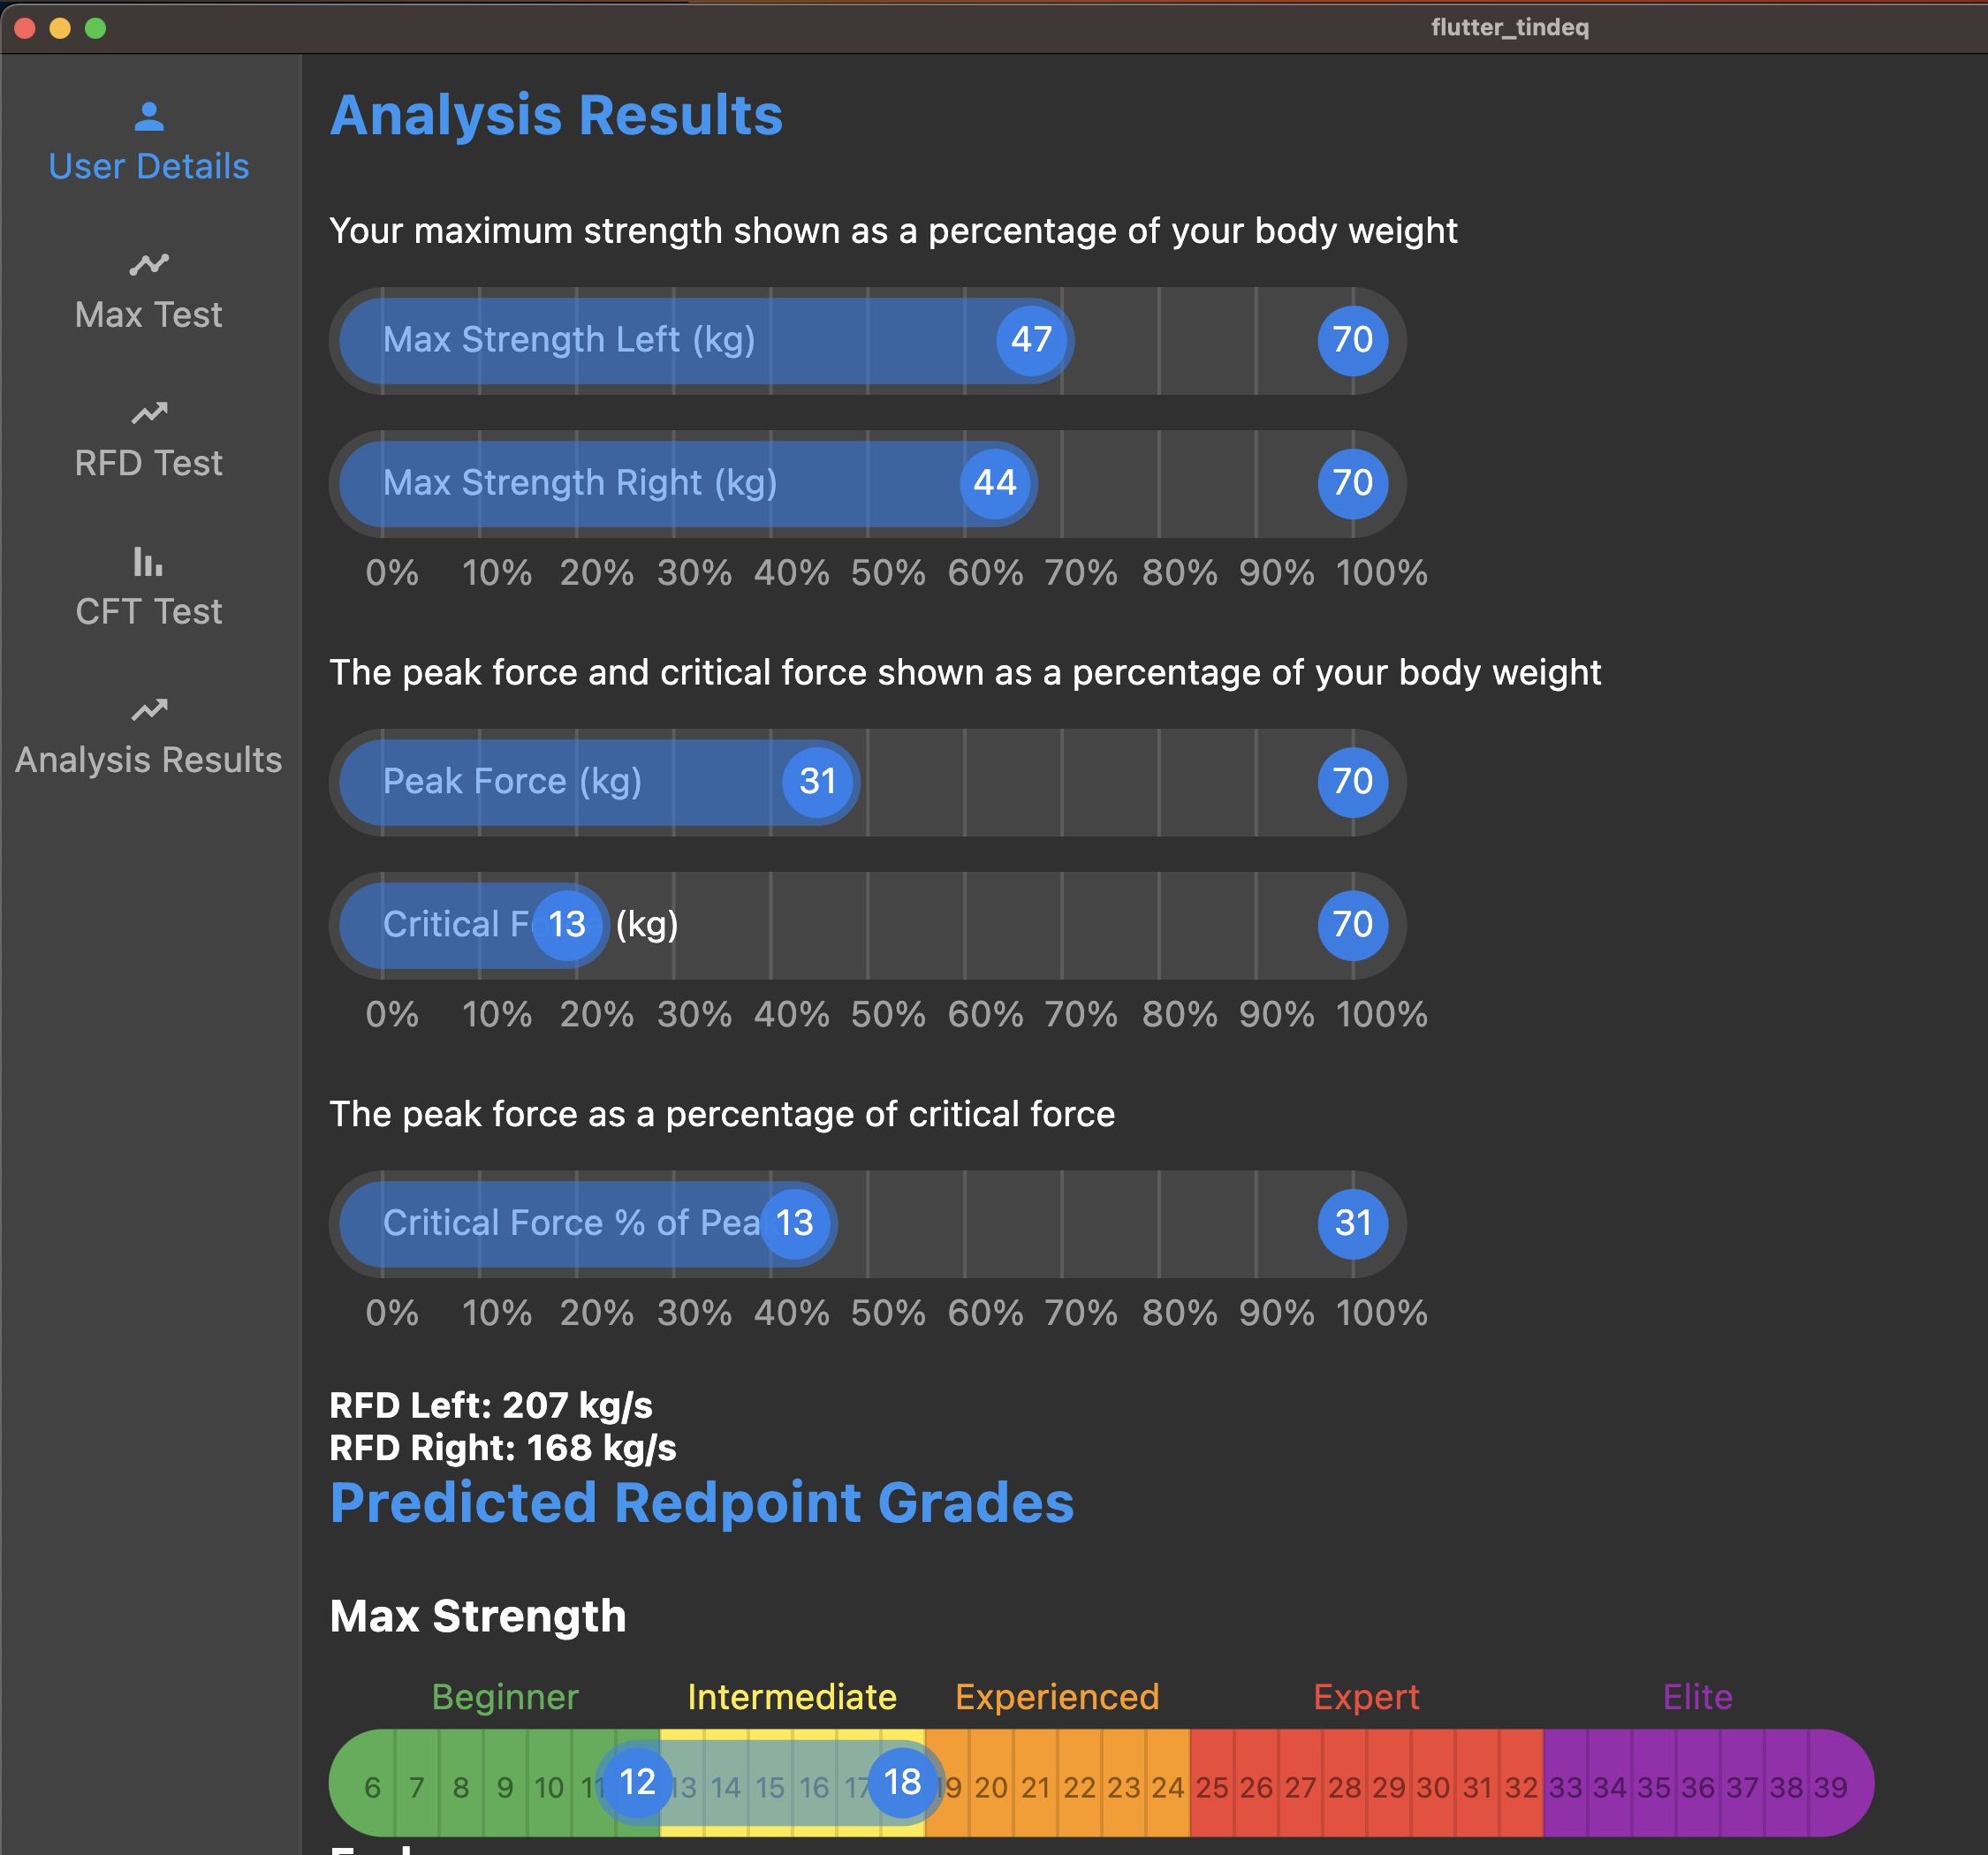 flutter_tindeq
User Details
Max Test
RFD Test
CFT Test
Analysis Results
Analysis Results
Your maximum strength shown as a percentage of your body weight
Max Strength Left (kg) 47 70
Max Strength Right (kg) 44 70
0% 10% 20% 30% 40% 50% 60% 70% 80% 90% 100%
The peak force and critical force shown as a percentage of your body weight
Peak Force (kg) 31 70
Critical 13 (kg) 70
0% 10% 20% 30% 40% 50% 60% 70% 80% 90% 100%
The peak force as a percentage of critical force
Critical Force % of 13 31
0% 10% 20% 30% 40% 50% 60% 70% 80% 90% 100%
RFD Left: 207 kg/s
RFD Right: 168 kg/s
Predicted Redpoint Grades
Max Strength
Beginner Intermediate Experienced Expert Elite
6 7 8 9 10 11 12 13 14 15 16 17 18 19 20 21 22 23 24 25 26 27 28 29 30 31 32 33 34 35 36 37 38 39